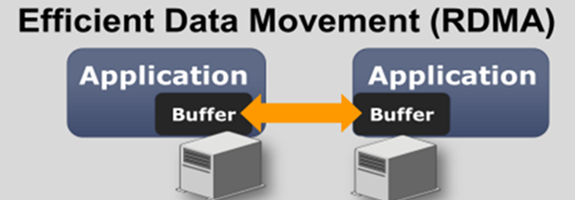 Efficient Data Movement (RDMA)
Application
Application
Buffer
Buffer